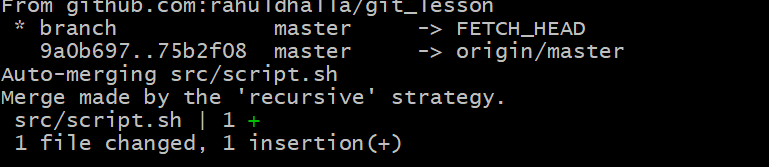 From github.com:rahuldhalla/git_lesson
 * branch            master     -> FETCH_HEAD
   9a0b697..75b2f08  master     -> origin/master
Auto-merging src/script.sh
Merge made by the 'recursive' strategy.
 src/script.sh | 1 +
 1 file changed, 1 insertion(+)